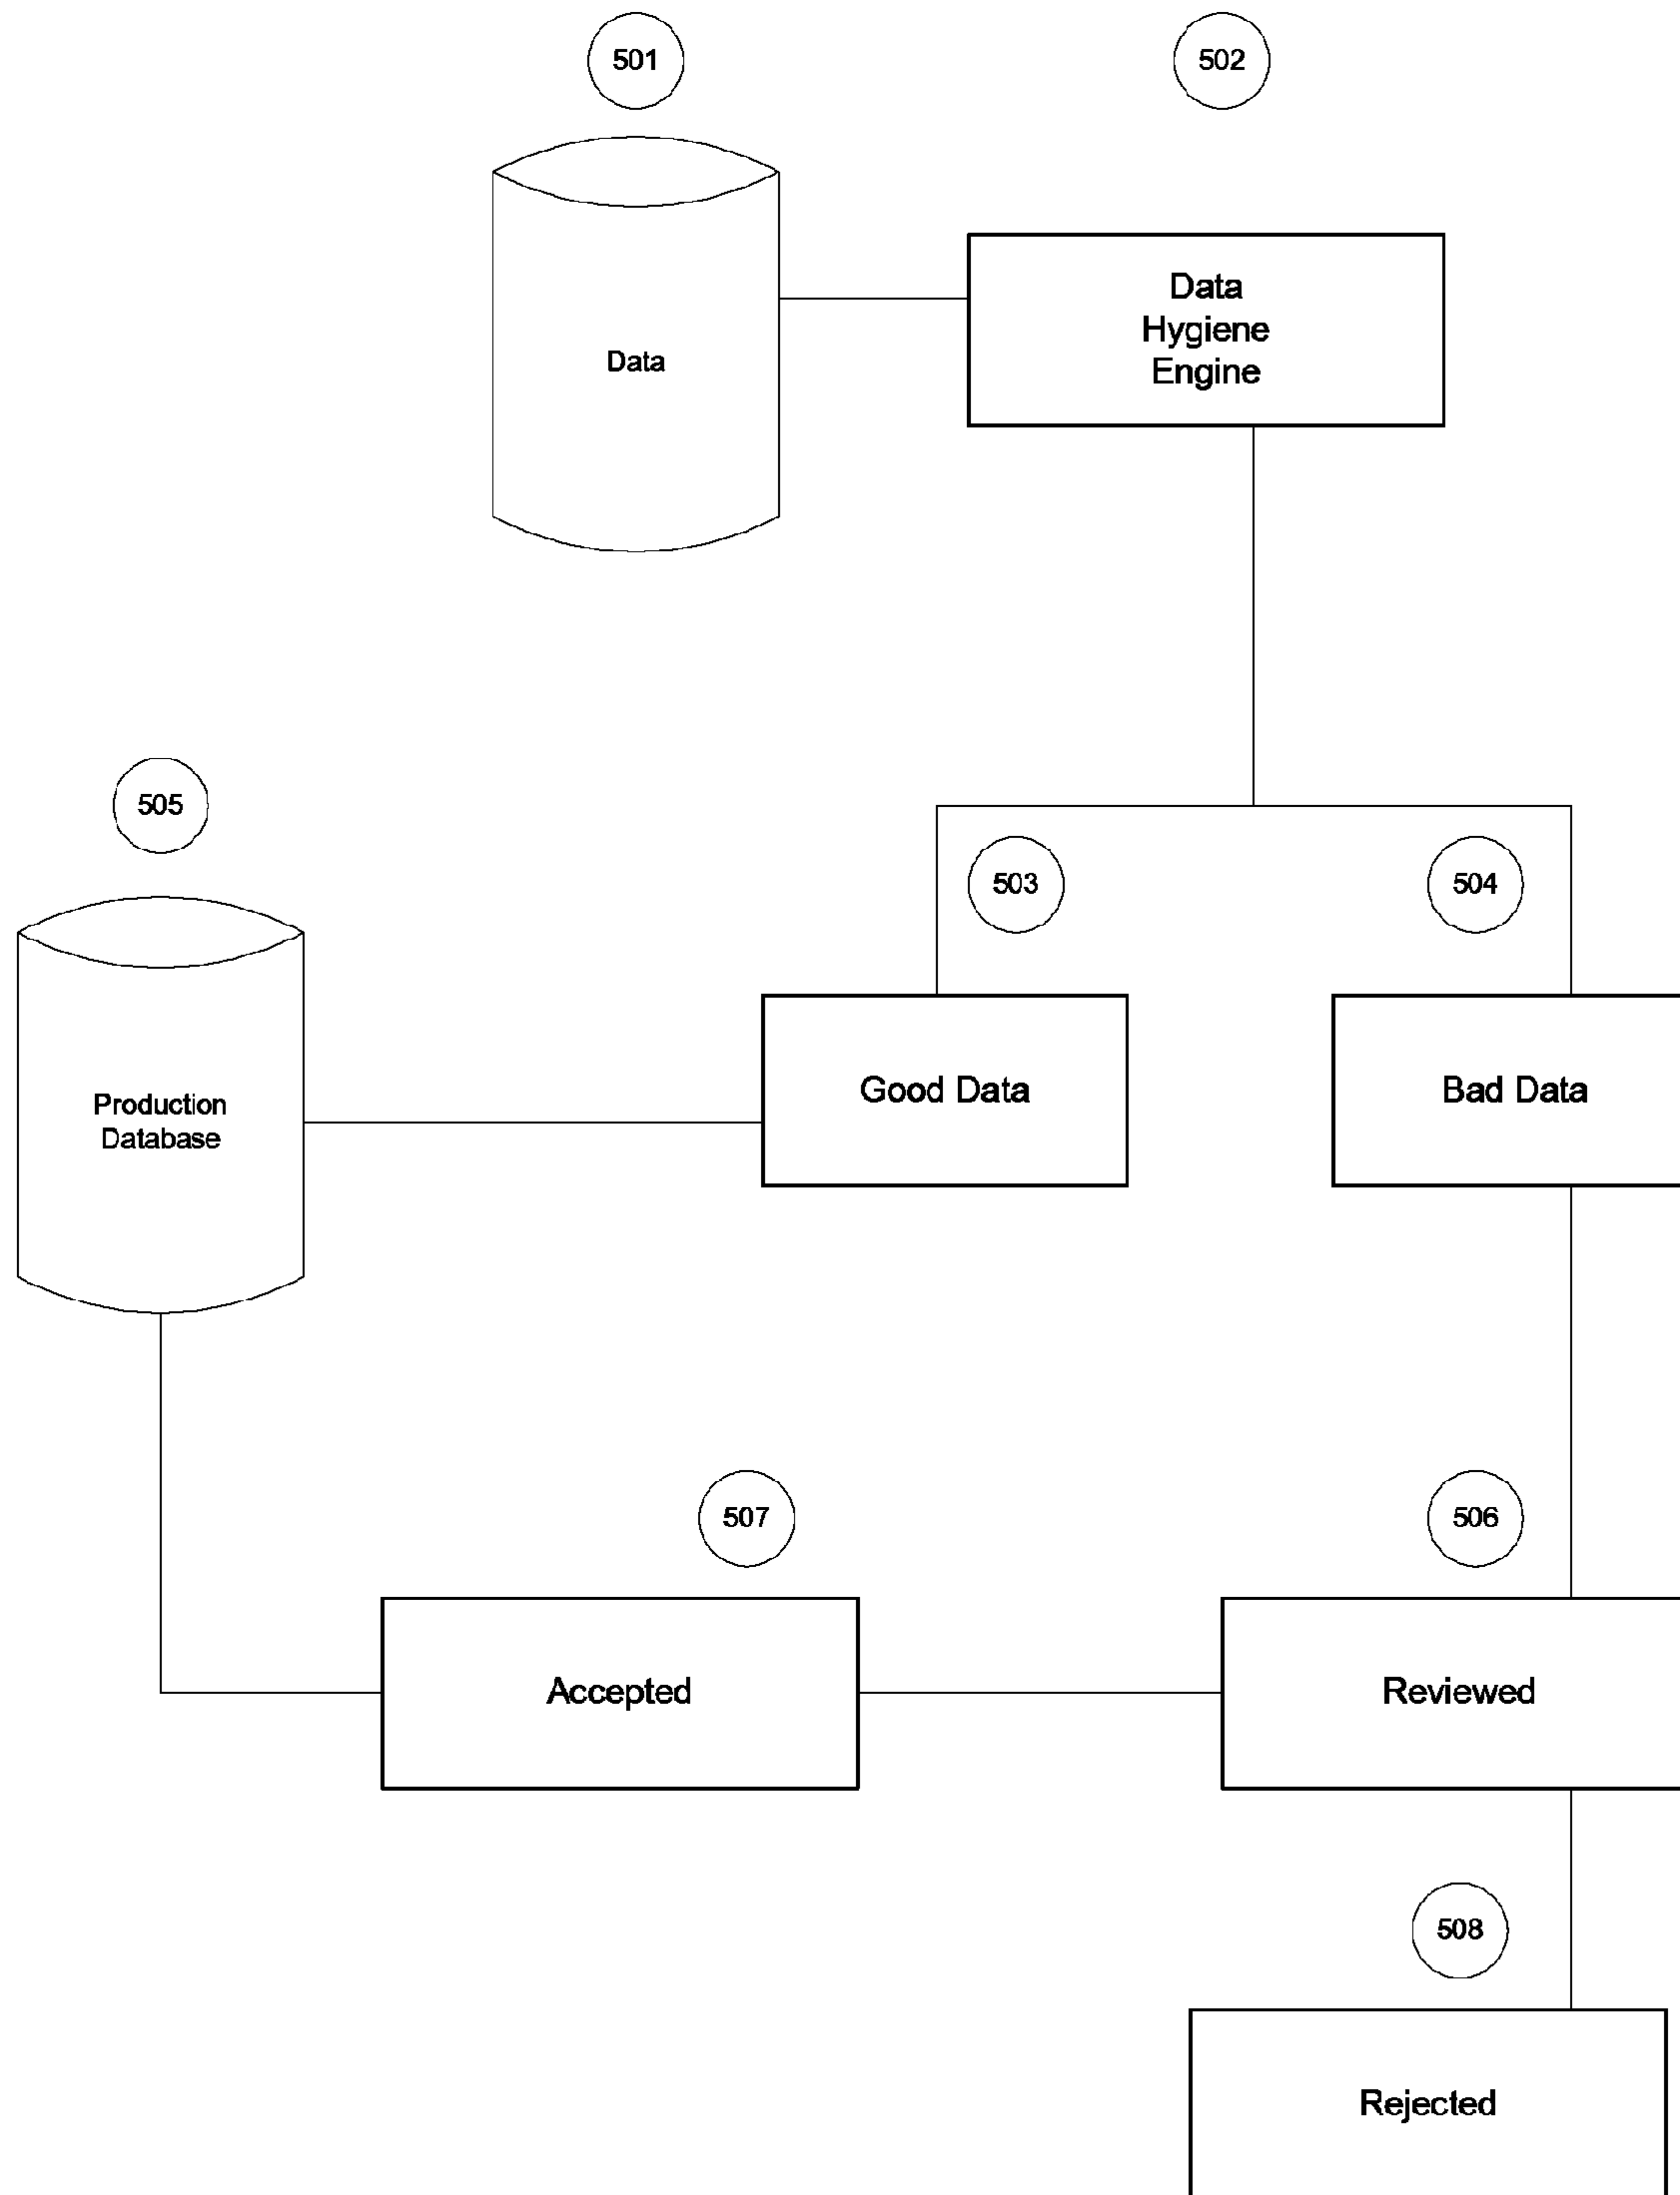 501
502
Data
Data
Hygiene
Engine
505
503
504
Production
Database
Good Data
Bad Data
507
506
Accepted
Reviewed
508
Rejected